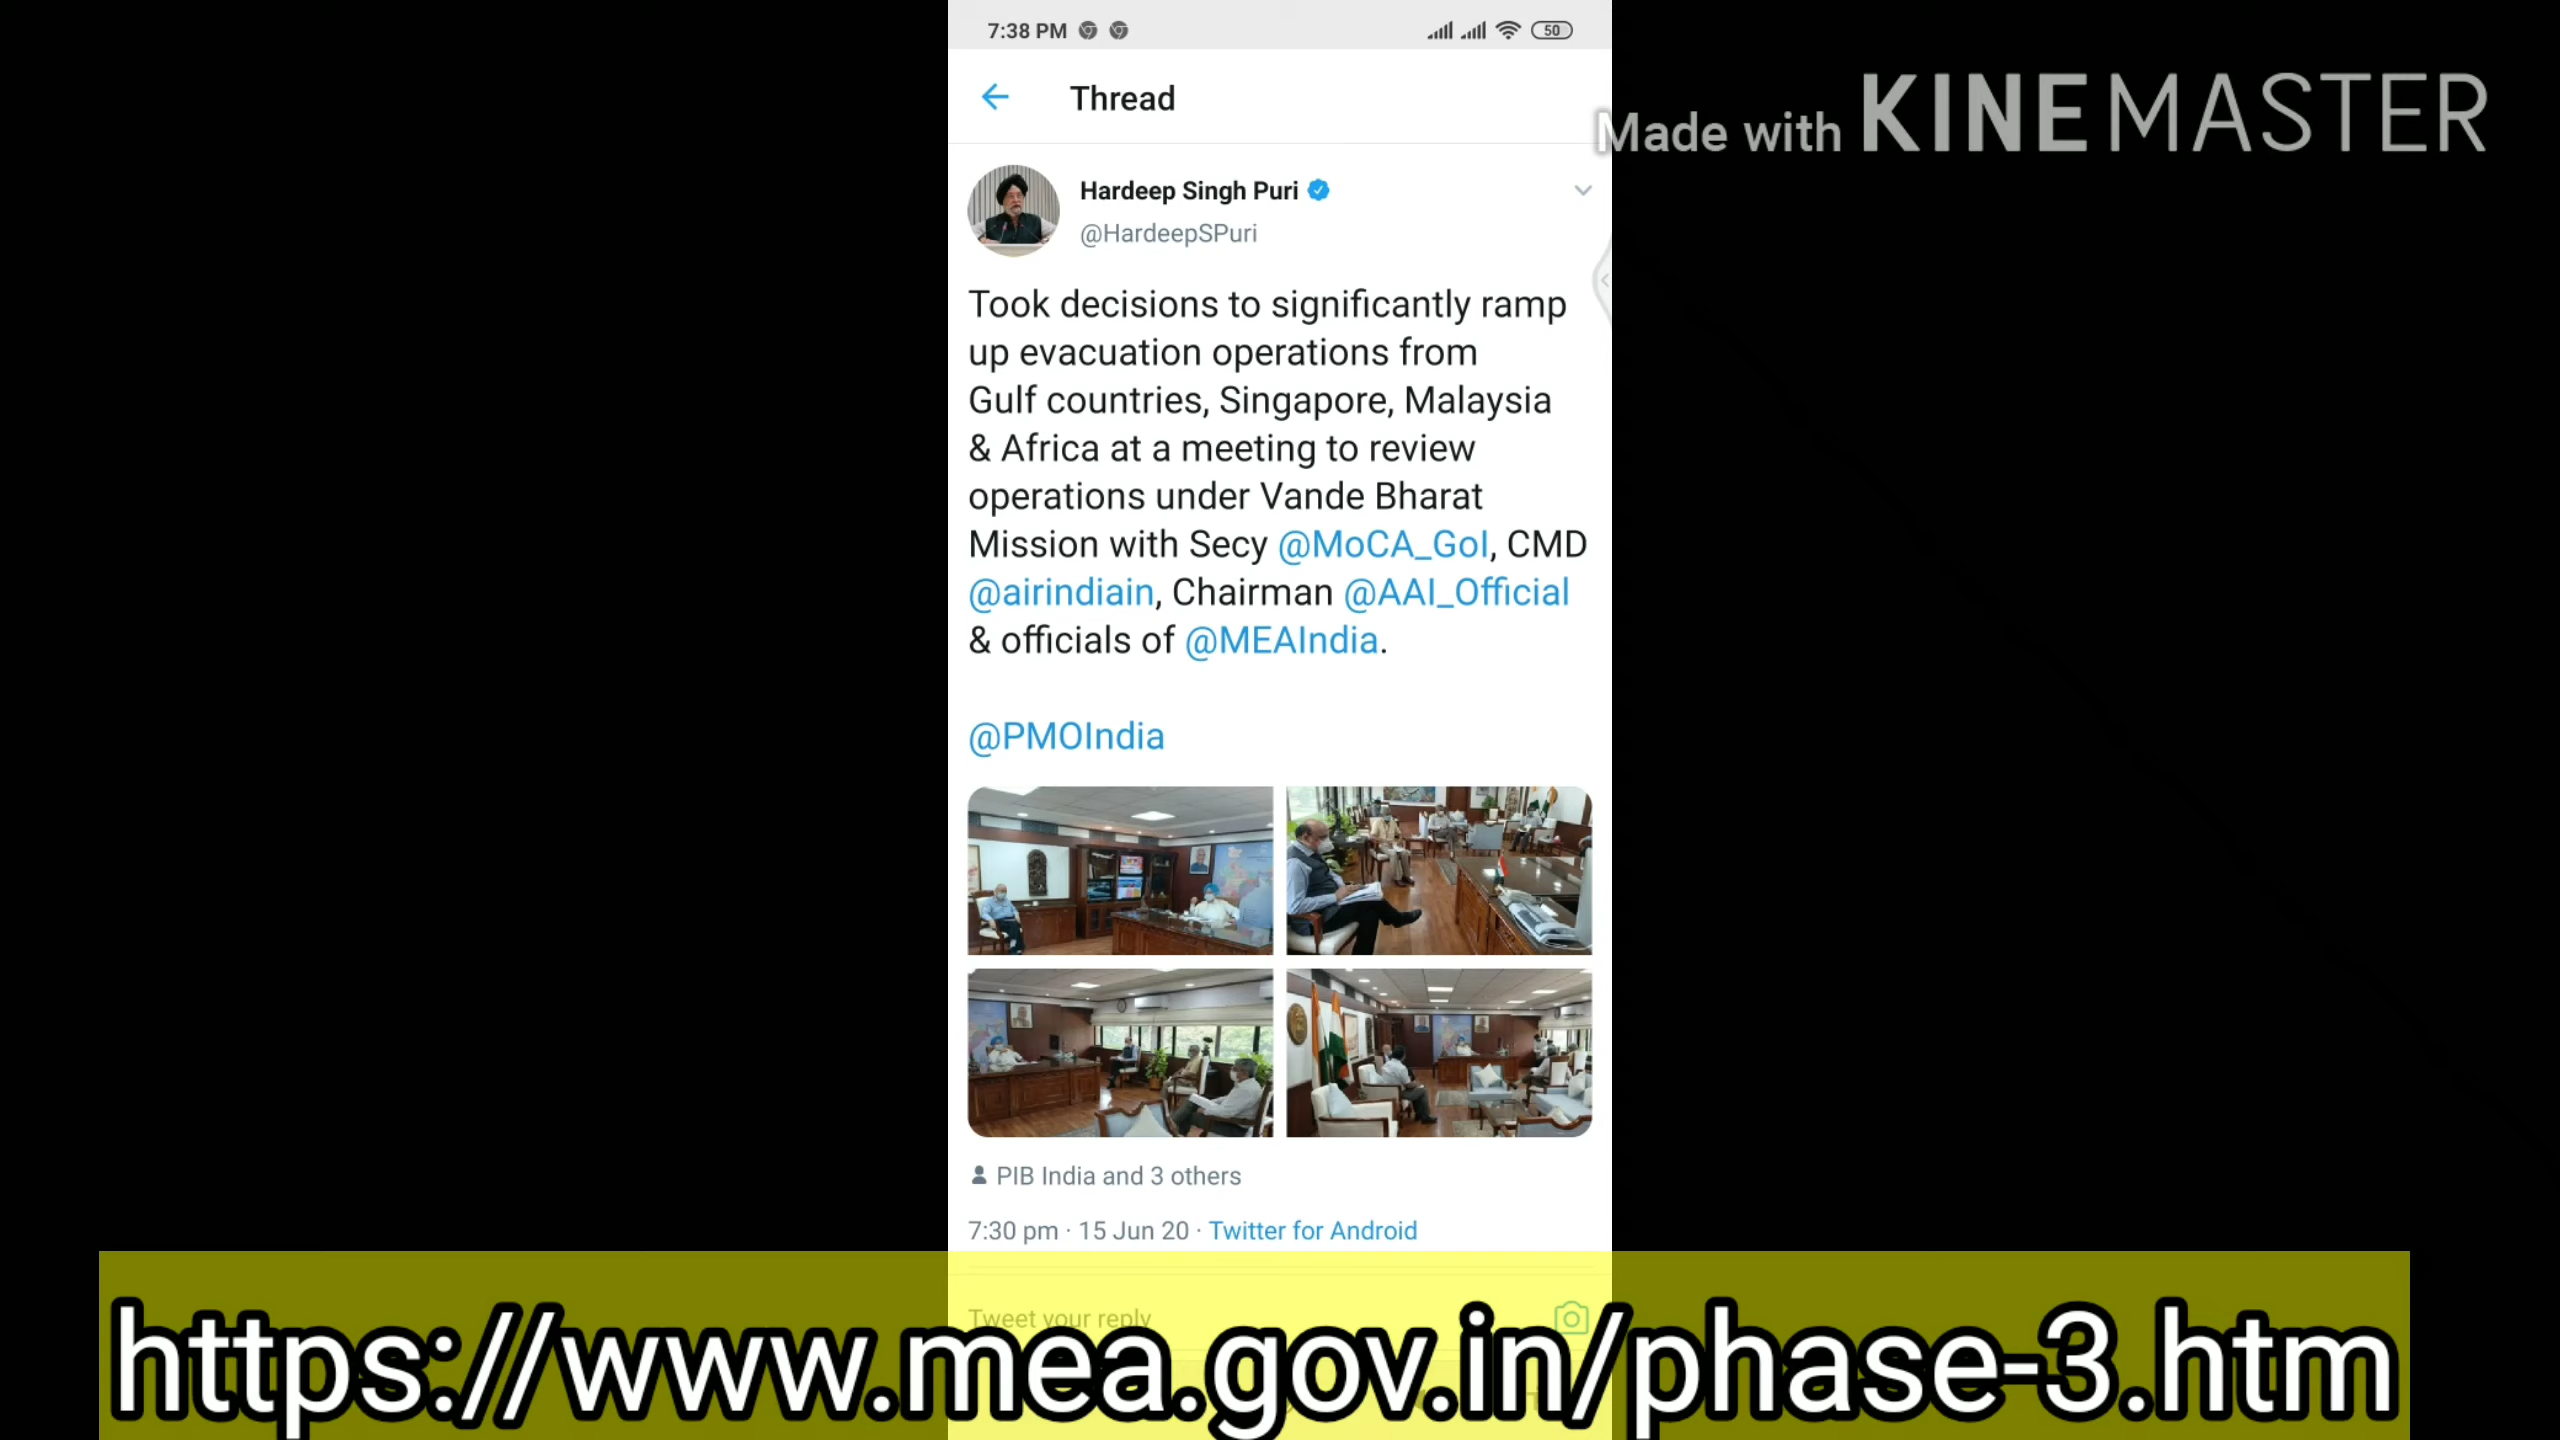 7:38 PM
50
Thread
Made with KINEMASTER
Hardeep Singh Puri
@HardeepSPuri
Took decisions to significantly ramp
up evacuation operations from
Gulf countries, Singapore, Malaysia
& Africa at a meeting to review
operations under Vande Bharat
Mission with Secy @MoCA_GoI, CMD
@airindiain, Chairman @AAI_Official
& officials of @MEAIndia.
@PMOIndia
PIB India and 3 others
7:30 pm · 15 Jun 20 · Twitter for Android
Tweet your reply
https://www.mea.gov.in/phase-3.htm